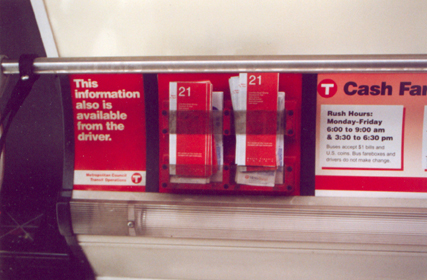 This
information
also is
available
from the
driver.
Metropolitan Council
Transit Operations
T
21
21
T Cash Far
Rush Hours:
Monday-Friday
6:00 to 9:00 am
& 3:30 to 6:30 pm
Buses accept $1 bills and
U.S. coins. Bus fareboxes and
drivers do not make change.